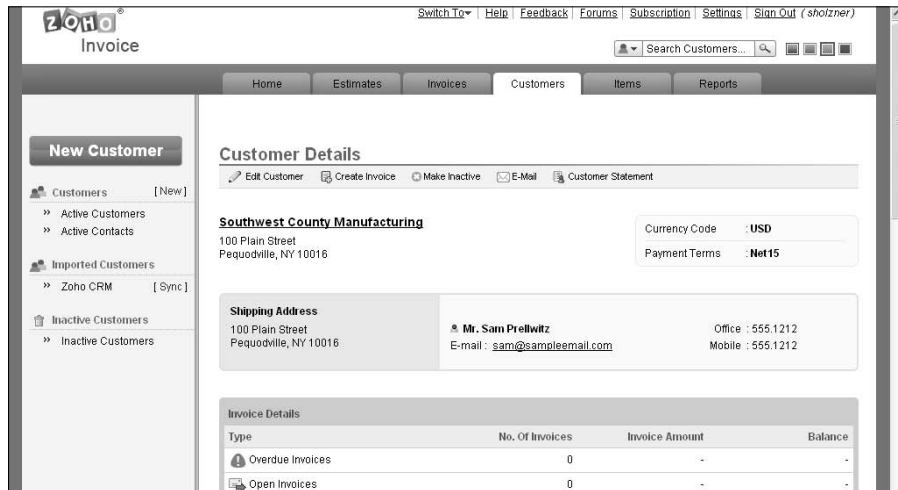 Switch To | Help | Feedback | Forums | Subscription | Settings | Sign Out (sholzner)
ZOHO®
Invoice
Search Customers...
Home Estimates Invoices Customers Items Reports
New Customer
Customers [New]
» Active Customers
» Active Contacts
Imported Customers
» Zoho CRM [Sync]
Inactive Customers
» Inactive Customers
Customer Details
Edit Customer Create Invoice Make Inactive E-Mail Customer Statement
Southwest County Manufacturing
100 Plain Street
Pequodville, NY 10016
Currency Code : USD
Payment Terms : Net15
Shipping Address
100 Plain Street
Pequodville, NY 10016
Mr. Sam Prellwitz
E-mail : sam@sampleemail.com
Office : 555.1212
Mobile : 555.1212
Invoice Details
Type No. Of Invoices Invoice Amount Balance
Overdue Invoices 0 - -
Open Invoices 0 - -